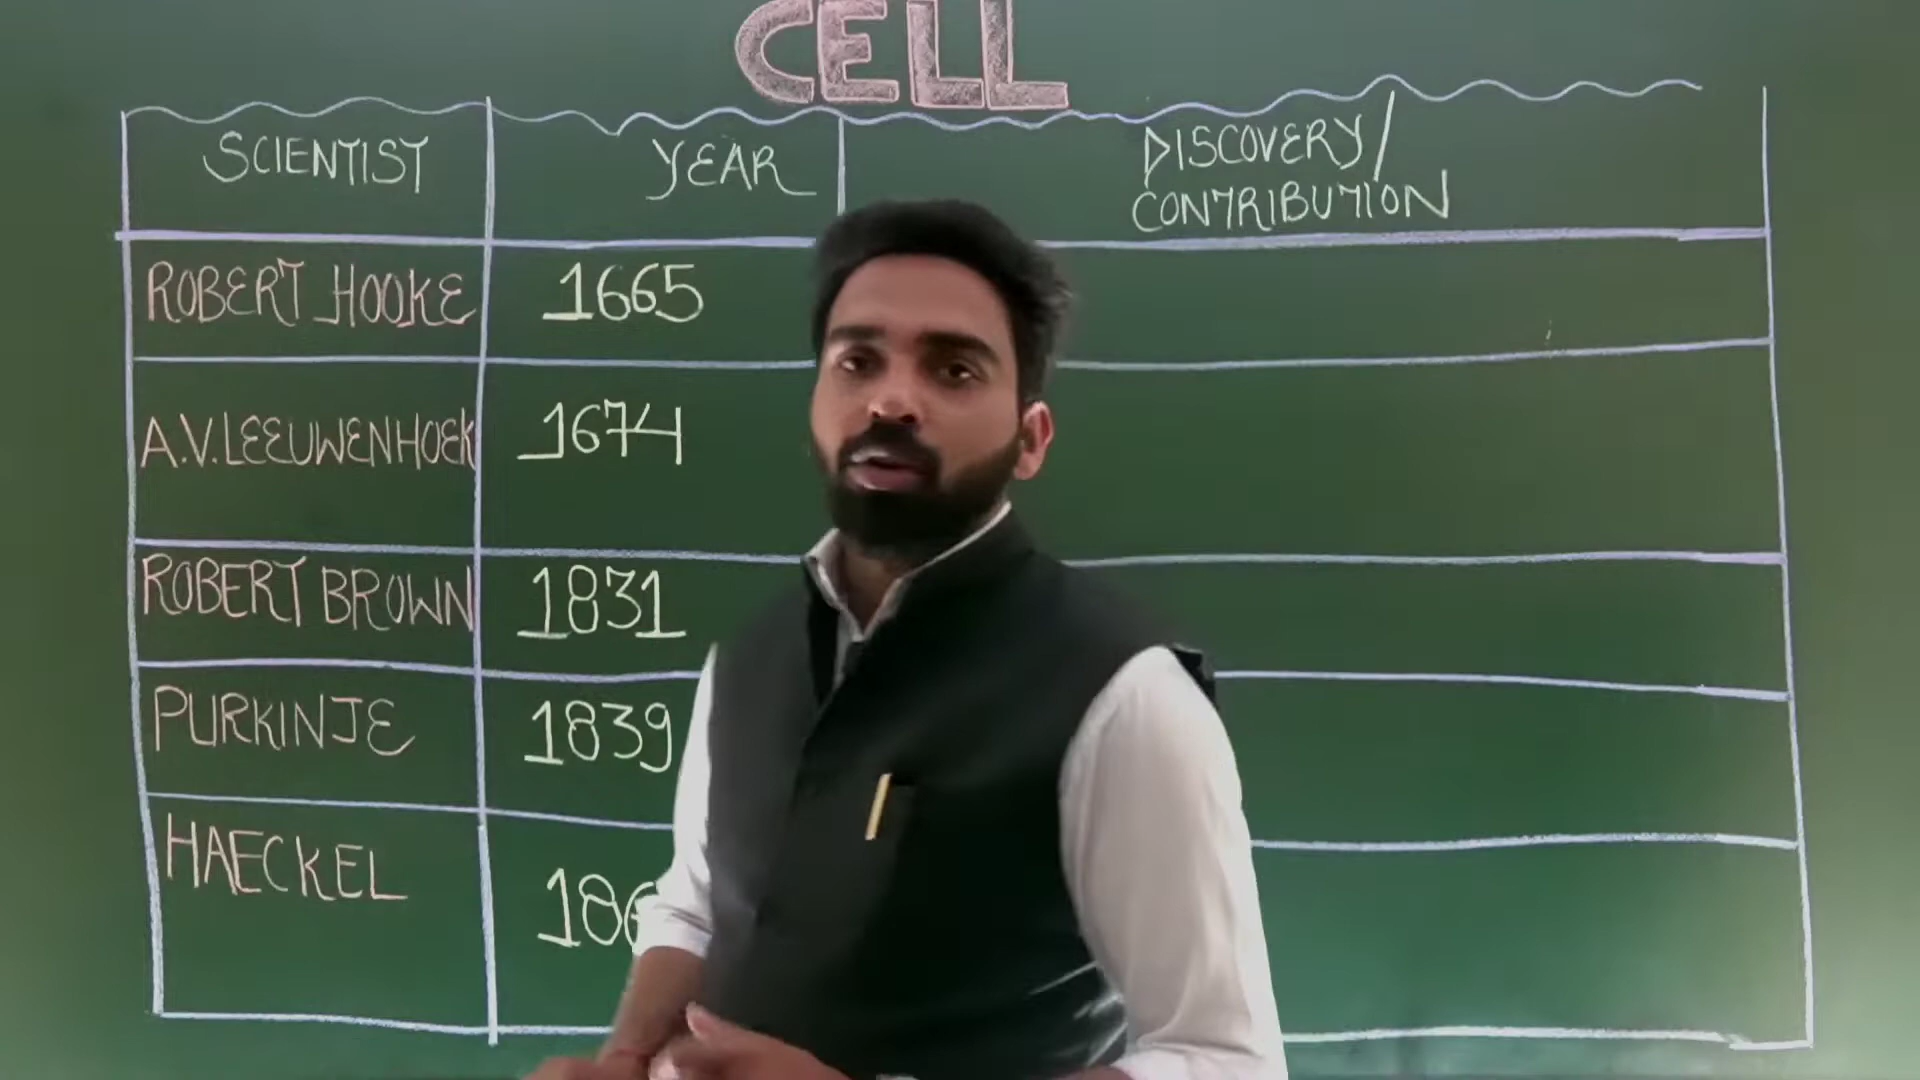 CELL
SCIENTIST YEAR DISCOVERY/
CONTRIBUTION
ROBERT HOOKE 1665
A.V.LEEUWENHOEK 1674
ROBERT BROWN 1831
PURKINJE 1839
HAECKEL